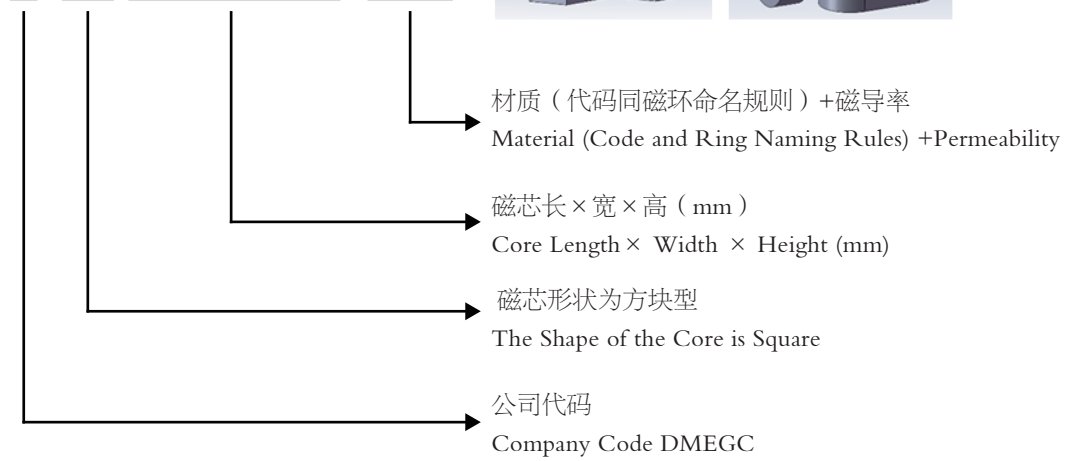 材质（代码同磁环命名规则）+磁导率
Material (Code and Ring Naming Rules) +Permeability
磁芯长×宽×高（mm）
Core Length× Width × Height (mm)
磁芯形状为方块型
The Shape of the Core is Square
公司代码
Company Code DMEGC